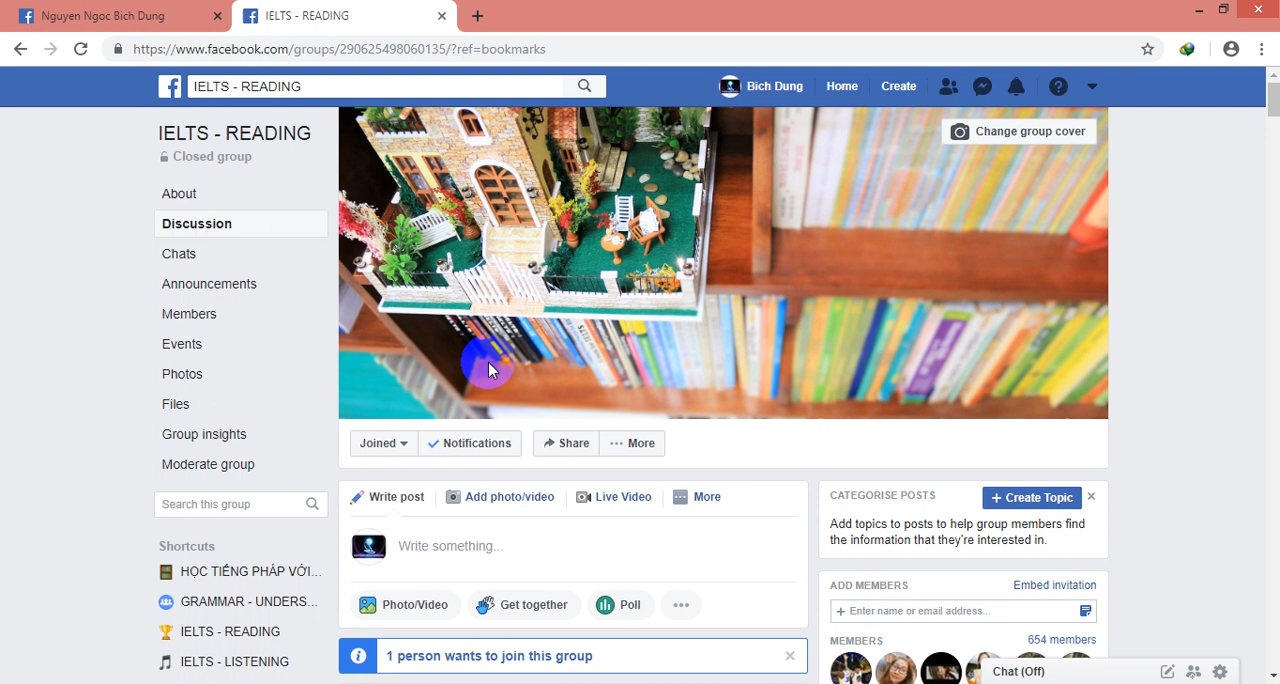 Nguyen Ngoc Bich Dung
IELTS - READING
https://www.facebook.com/groups/290625498060135/?ref=bookmarks
IELTS - READING
Bich Dung
Home
Create
IELTS - READING
Closed group
About
Discussion
Chats
Announcements
Members
Events
Photos
Files
Group insights
Moderate group
Search this group
Shortcuts
HỌC TIẾNG PHÁP VỚI...
GRAMMAR - UNDERS...
IELTS - READING
IELTS - LISTENING
Change group cover
Joined
Notifications
Share
More
Write post
Add photo/video
Live Video
More
Write something...
Photo/Video
Get together
Poll
1 person wants to join this group
CATEGORISE POSTS
+ Create Topic
Add topics to posts to help group members find
the information that they're interested in.
ADD MEMBERS
Embed invitation
+ Enter name or email address...
MEMBERS
654 members
Chat (Off)